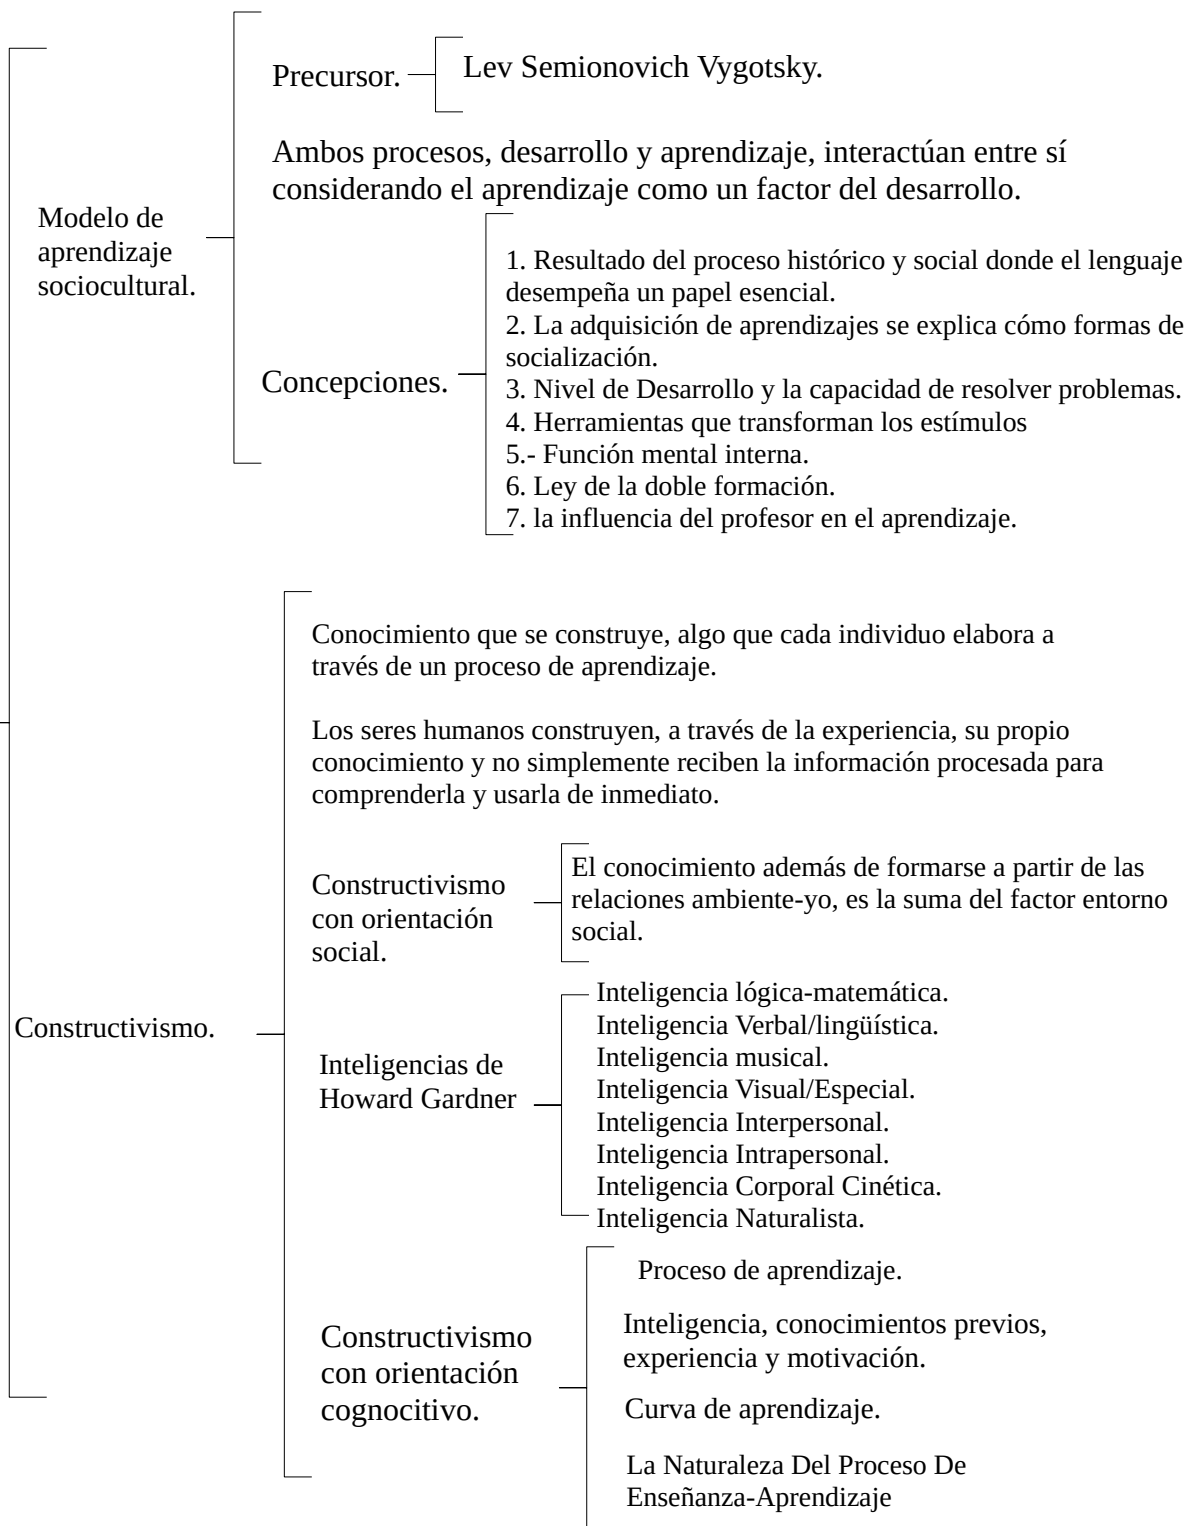 Precursor.
Lev Semionovich Vygotsky.
Ambos procesos, desarrollo y aprendizaje, interactúan entre sí
considerando el aprendizaje como un factor del desarrollo.
Modelo de
aprendizaje
sociocultural.
Concepciones.
1. Resultado del proceso histórico y social donde el lenguaje
desempeña un papel esencial.
2. La adquisición de aprendizajes se explica cómo formas de
socialización.
3. Nivel de Desarrollo y la capacidad de resolver problemas.
4. Herramientas que transforman los estímulos
5.- Función mental interna.
6. Ley de la doble formación.
7. la influencia del profesor en el aprendizaje.
Constructivismo.
Conocimiento que se construye, algo que cada individuo elabora a
través de un proceso de aprendizaje.
Los seres humanos construyen, a través de la experiencia, su propio
conocimiento y no simplemente reciben la información procesada para
comprenderla y usarla de inmediato.
Constructivismo
con orientación
social.
El conocimiento además de formarse a partir de las
relaciones ambiente-yo, es la suma del factor entorno
social.
Inteligencias de
Howard Gardner
Inteligencia lógica-matemática.
Inteligencia Verbal/lingüística.
Inteligencia musical.
Inteligencia Visual/Especial.
Inteligencia Interpersonal.
Inteligencia Intrapersonal.
Inteligencia Corporal Cinética.
Inteligencia Naturalista.
Constructivismo
con orientación
cognocitivo.
Proceso de aprendizaje.
Inteligencia, conocimientos previos,
experiencia y motivación.
Curva de aprendizaje.
La Naturaleza Del Proceso De
Enseñanza-Aprendizaje